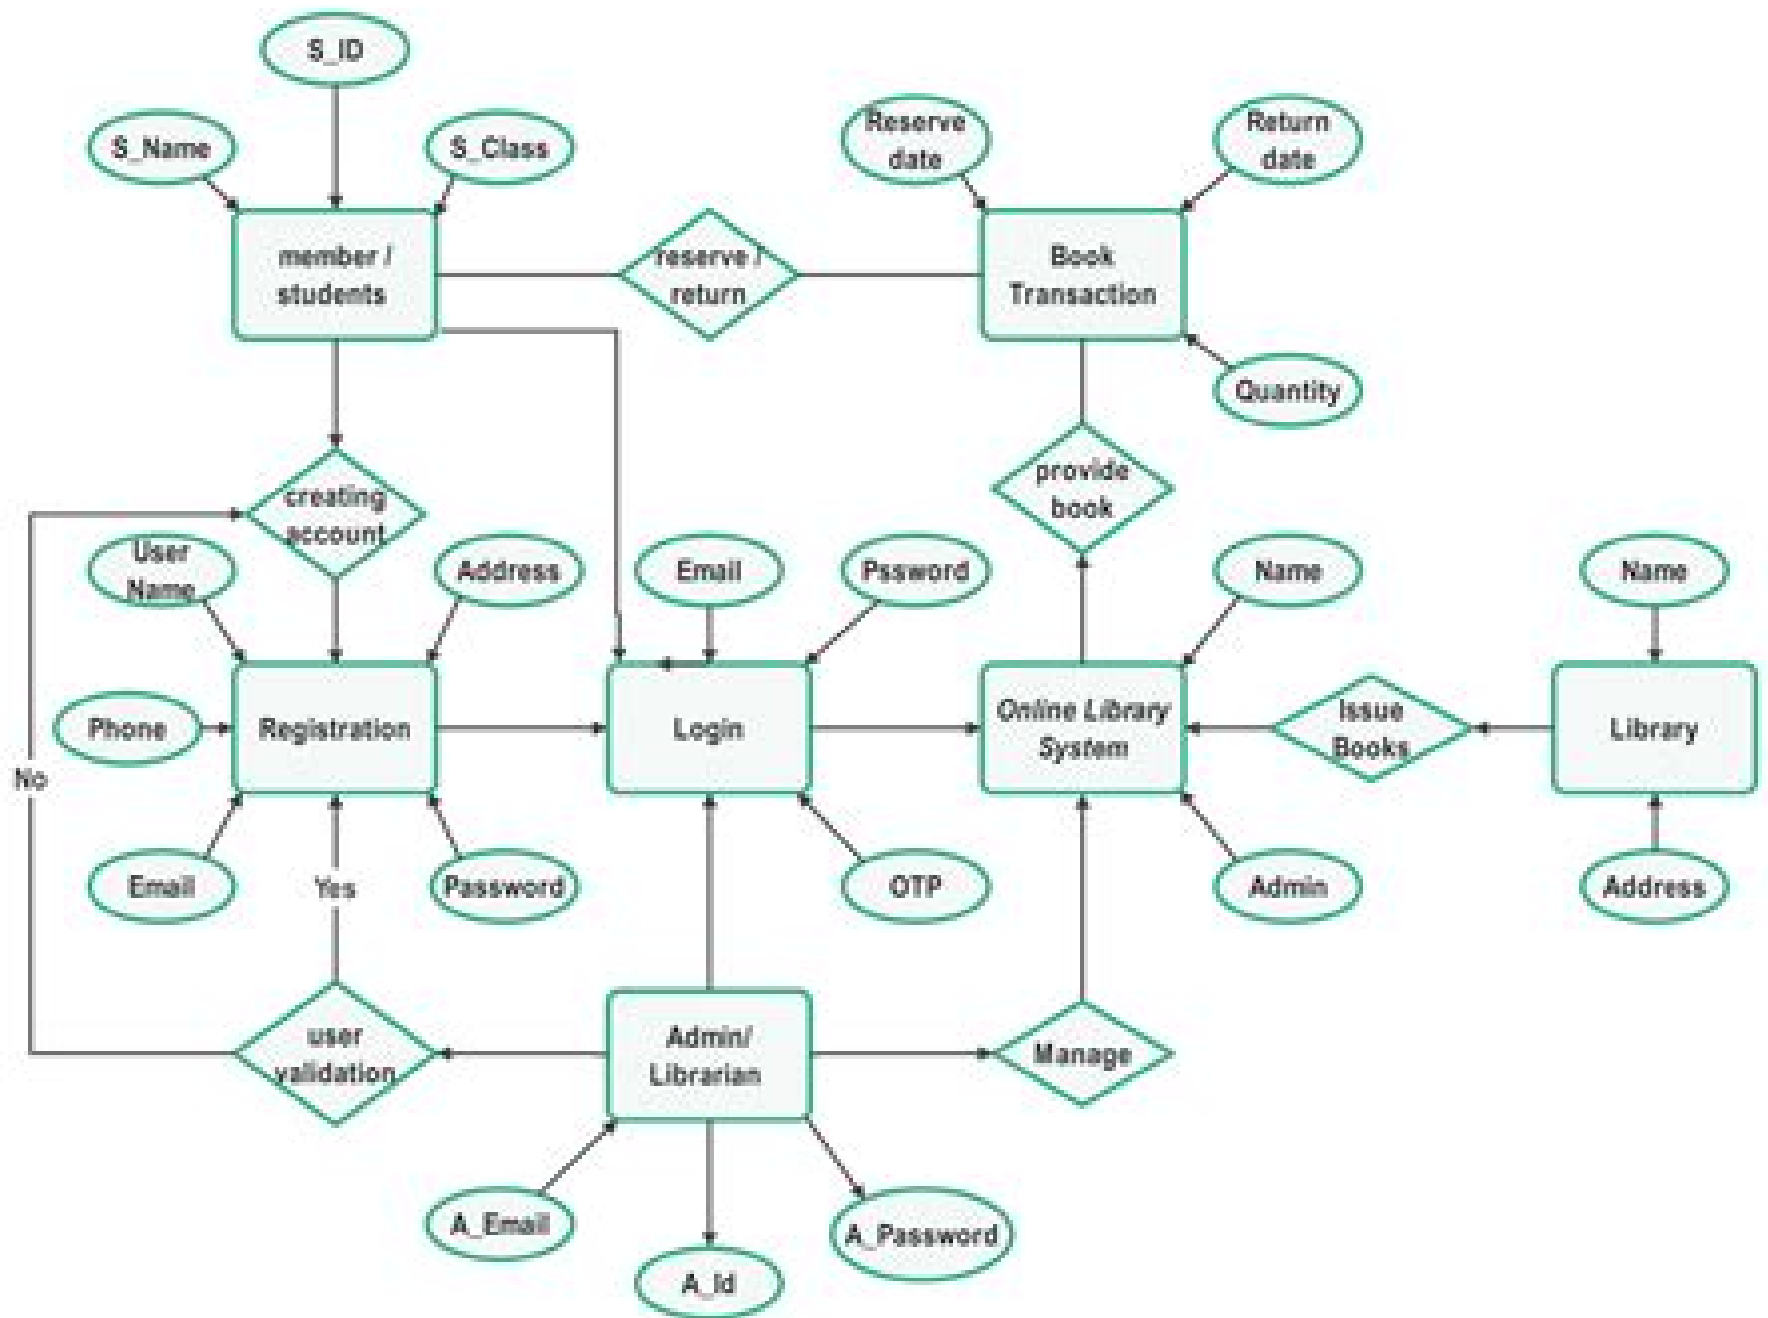 S_ID
S_Name
S_Class
Reserve
date
Return
date
member /
students
reserve /
return
Book
Transaction
Quantity
creating
account
provide
book
User
Name
Address
Email
Pssword
Name
Name
Phone
Registration
Login
Online Library
System
Issue
Books
Library
No
Email
Yes
Password
OTP
Admin
Address
user
validation
Admin/
Librarian
Manage
A_Email
A_Id
A_Password